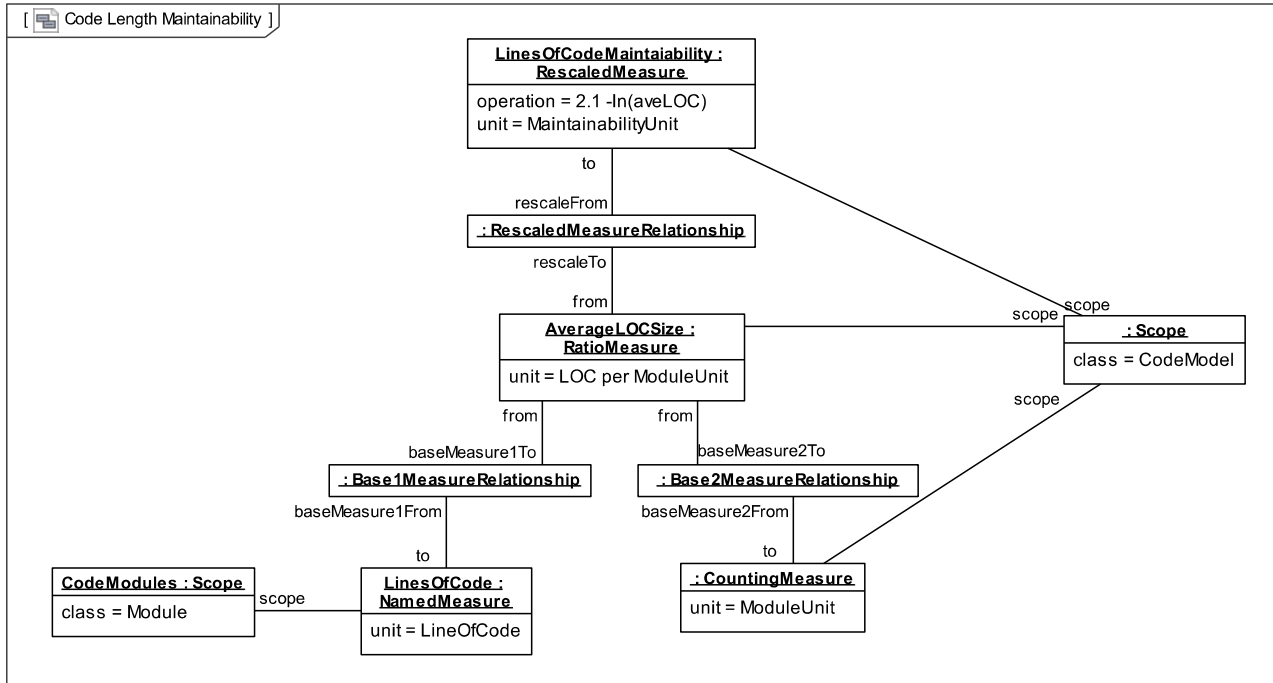 [ Code Length Maintainability ]
LinesOfCodeMaintaiability :
RescaledMeasure
operation = 2.1 -ln(aveLOC)
unit = MaintainabilityUnit
to
rescaleFrom
: RescaledMeasureRelationship
rescaleTo
from
scope
scope
AverageLOCSize :
RatioMeasure
unit = LOC per ModuleUnit
: Scope
class = CodeModel
scope
from
from
baseMeasure1To
baseMeasure2To
: Base1MeasureRelationship
: Base2MeasureRelationship
baseMeasure1From
baseMeasure2From
to
to
CodeModules : Scope
class = Module
scope
LinesOfCode :
NamedMeasure
unit = LineOfCode
: CountingMeasure
unit = ModuleUnit